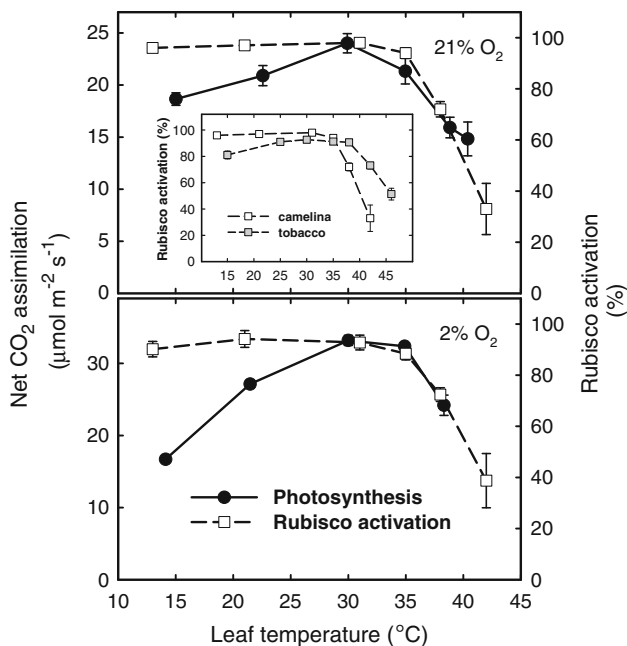 Net CO2 assimilation
(μmol m−2 s−1)
Rubisco activation
(%)
25
20
15
10
5
0
100
80
60
40
20
0
21% O2
Rubisco activation (%)
100
80
60
40
20
0
camelina
tobacco
15 20 25 30 35 40 45
30
20
10
0
100
80
60
40
20
0
2% O2
Photosynthesis
Rubisco activation
10 15 20 25 30 35 40 45
Leaf temperature (°C)